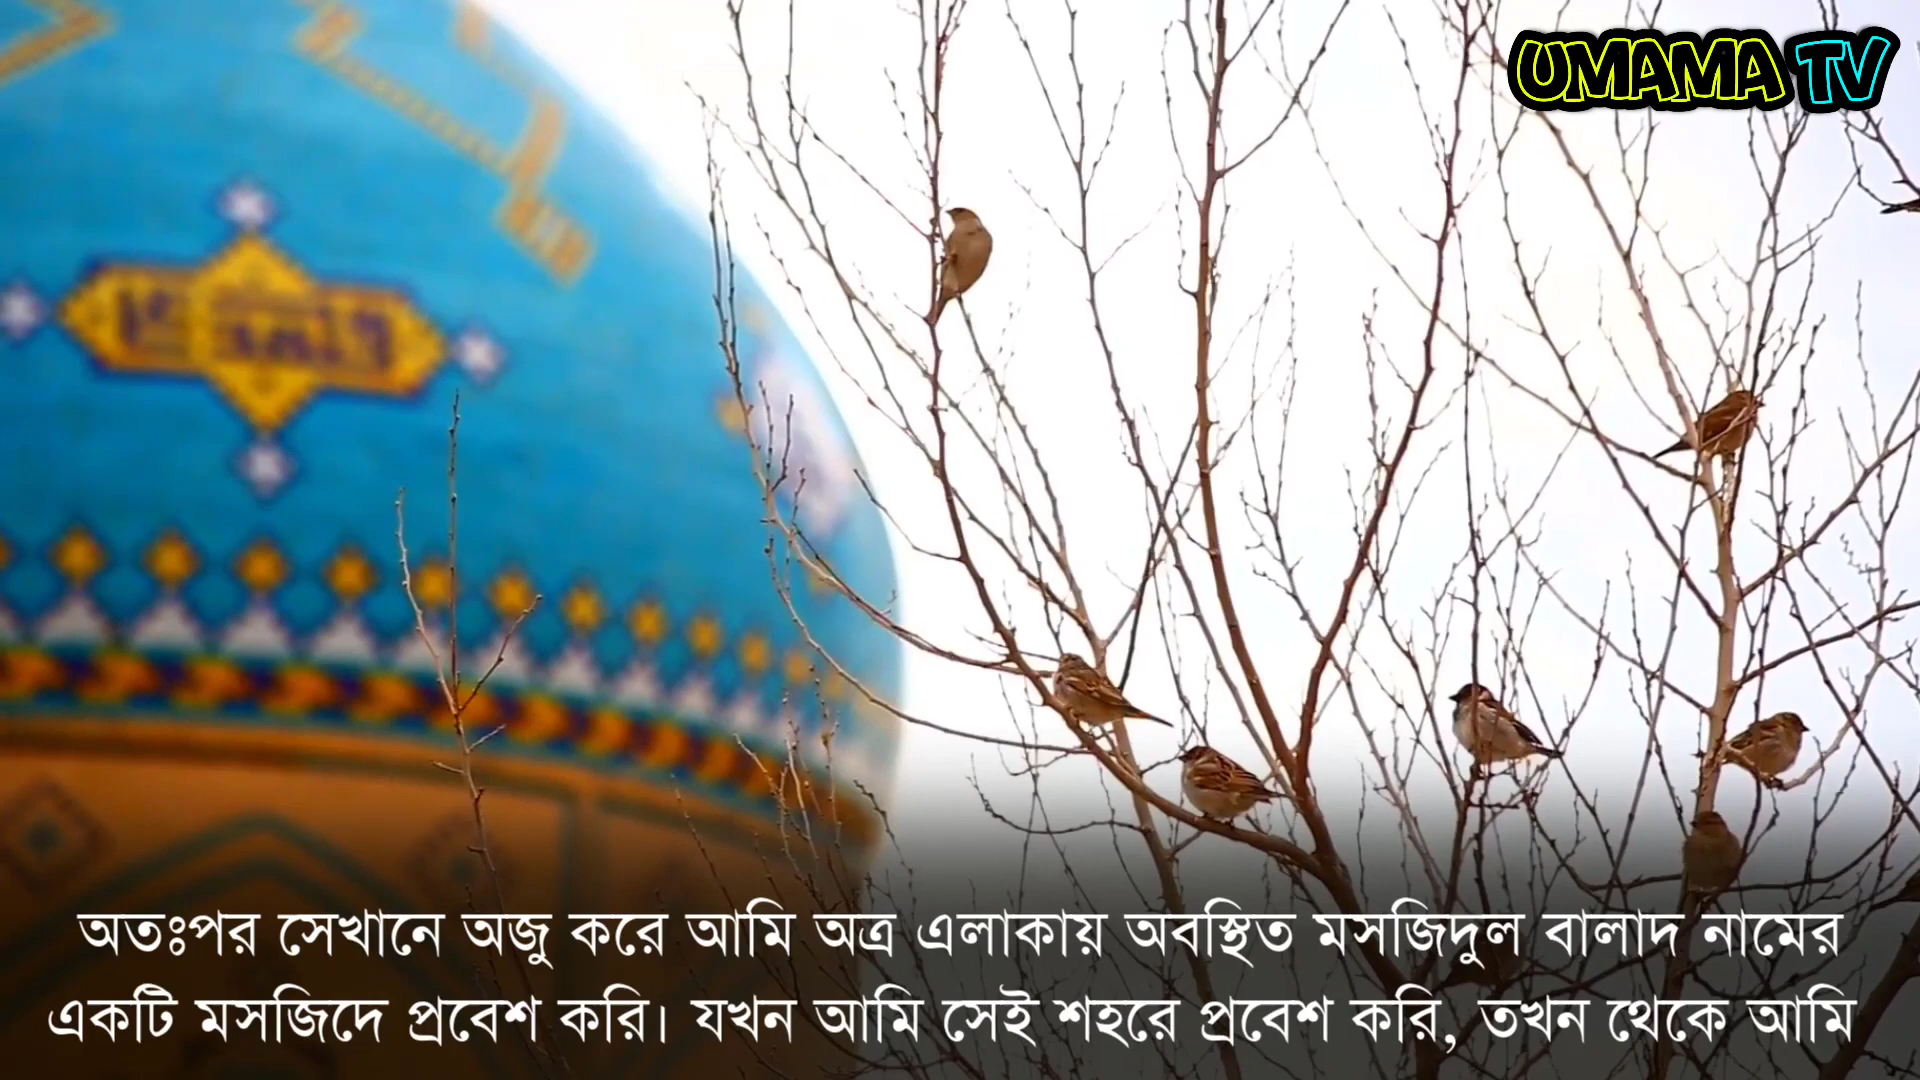 UMAMA TV
অতঃপর সেখানে অজু করে আমি অত্র এলাকায় অবস্থিত মসজিদুল বালাদ নামের
একটি মসজিদে প্রবেশ করি। যখন আমি সেই শহরে প্রবেশ করি, তখন থেকে আমি